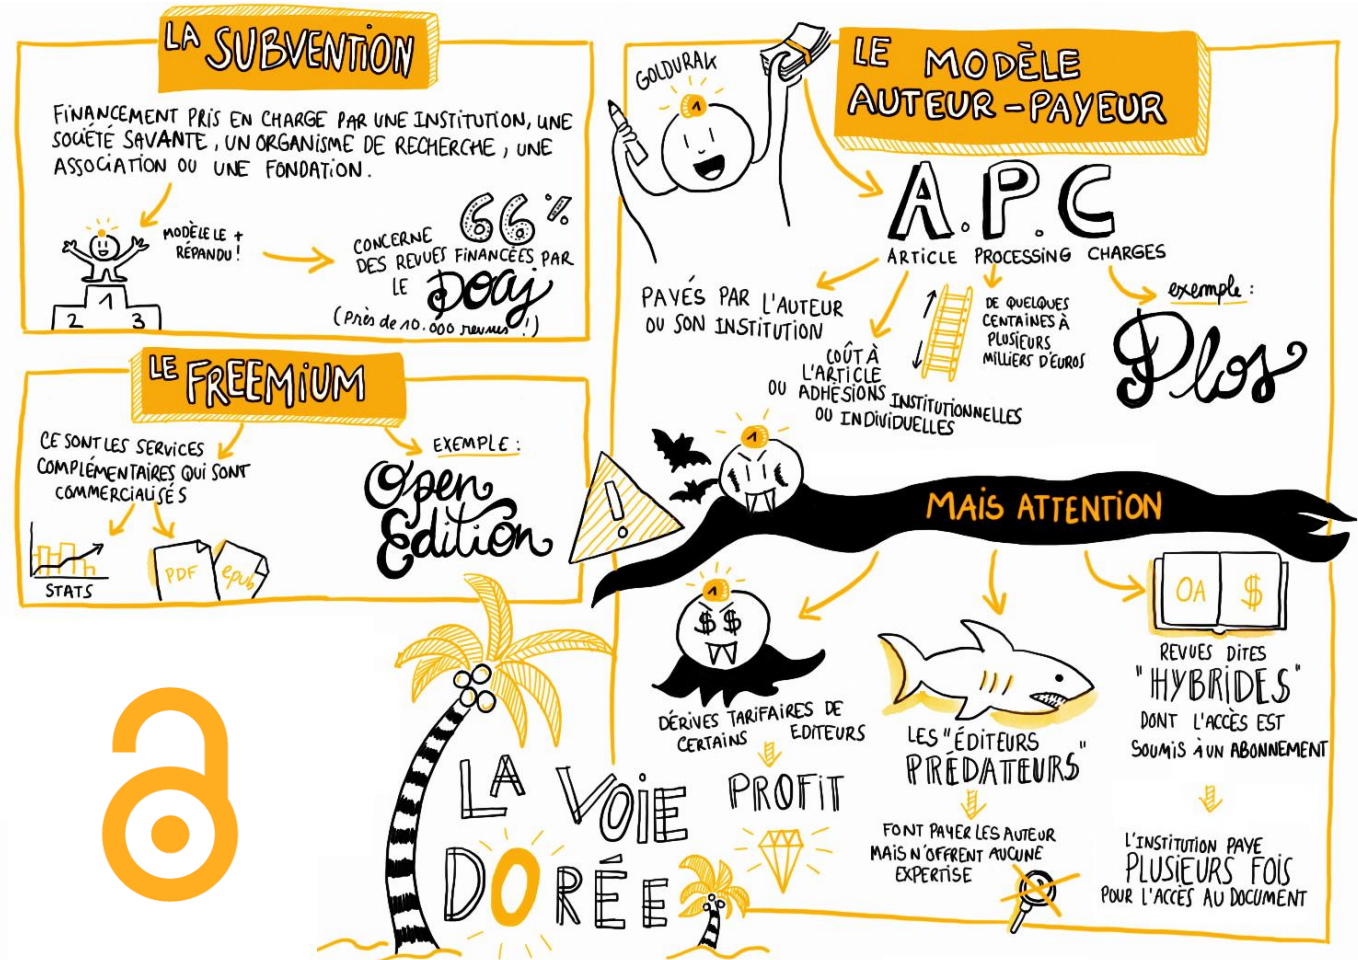 LA SUBVENTION
FINANCEMENT PRIS EN CHARGE PAR UNE INSTITUTION, UNE
SOCIÉTÉ SAVANTE, UN ORGANISME DE RECHERCHE, UNE
ASSOCIATION OU UNE FONDATION.
MODÈLE LE +
RÉPANDU !
1
2
3
CONCERNE 66%
DES REVUES FINANCÉES PAR
LE DOAJ
(Près de 10.000 revues !)
LE FREEMIUM
CE SONT LES SERVICES
COMPLÉMENTAIRES QUI SONT
COMMERCIALISÉS
STATS
PDF
epub
EXEMPLE :
Open
Edition
LA VOIE
DORÉE
GOLDURAK
LE MODÈLE
AUTEUR-PAYEUR
A.P.C
ARTICLE PROCESSING CHARGES
PAYÉS PAR L'AUTEUR
OU SON INSTITUTION
COÛT À
L'ARTICLE
OU ADHÉSIONS INSTITUTIONNELLES
OU INDIVIDUELLES
DE QUELQUES
CENTAINES À
PLUSIEURS
MILLIERS D'EUROS
exemple :
Plos
!
MAIS ATTENTION
$ $
DÉRIVES TARIFAIRES DE
CERTAINS EDITEURS
PROFIT
LES "ÉDITEURS
PRÉDATEURS"
FONT PAYER LES AUTEUR
MAIS N'OFFRENT AUCUNE
EXPERTISE
OA $
REVUES DITES
"HYBRIDES"
DONT L'ACCÈS EST
SOUMIS À UN ABONNEMENT
L'INSTITUTION PAYE
PLUSIEURS FOIS
POUR L'ACCÈS AU DOCUMENT